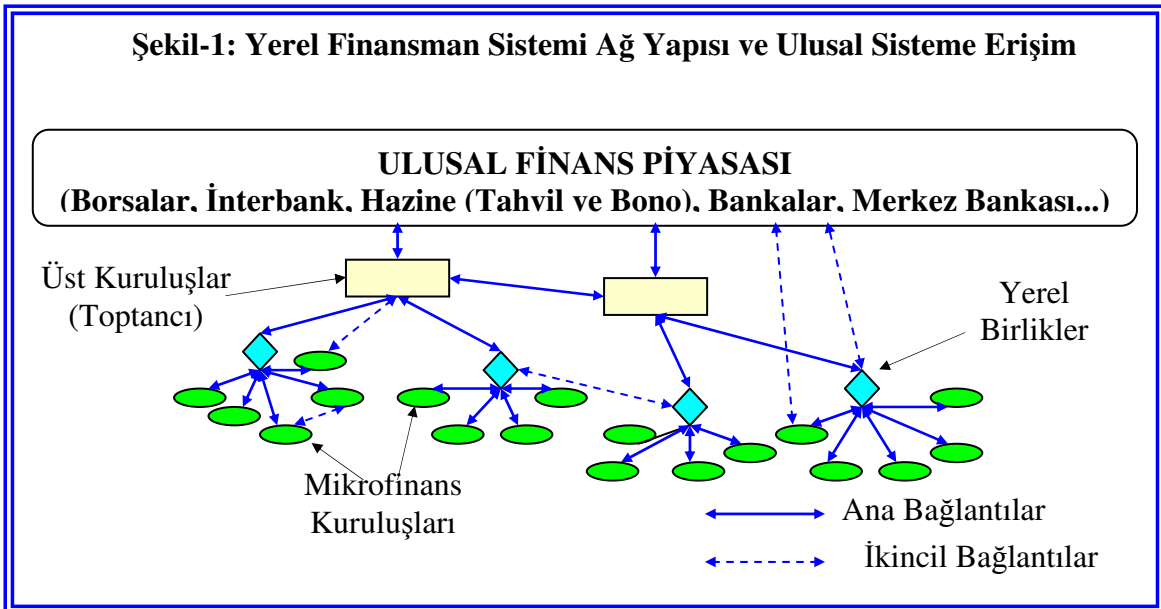 Şekil-1: Yerel Finansman Sistemi Ağ Yapısı ve Ulusal Sisteme Erişim
ULUSAL FİNANS PİYASASI
(Borsalar, İnterbank, Hazine (Tahvil ve Bono), Bankalar, Merkez Bankası...)
Üst Kuruluşlar
(Toptancı)
Yerel
Birlikler
Mikrofinans
Kuruluşları
Ana Bağlantılar
İkincil Bağlantılar